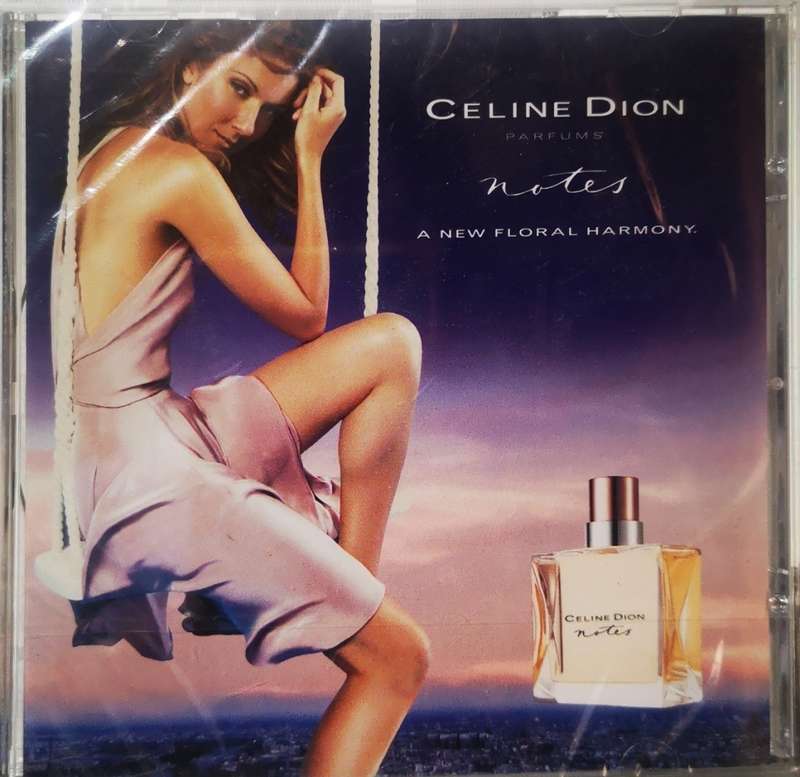 CELINE DION
PARFUMS
notes
A NEW FLORAL HARMONY.
CELINE DION
notes